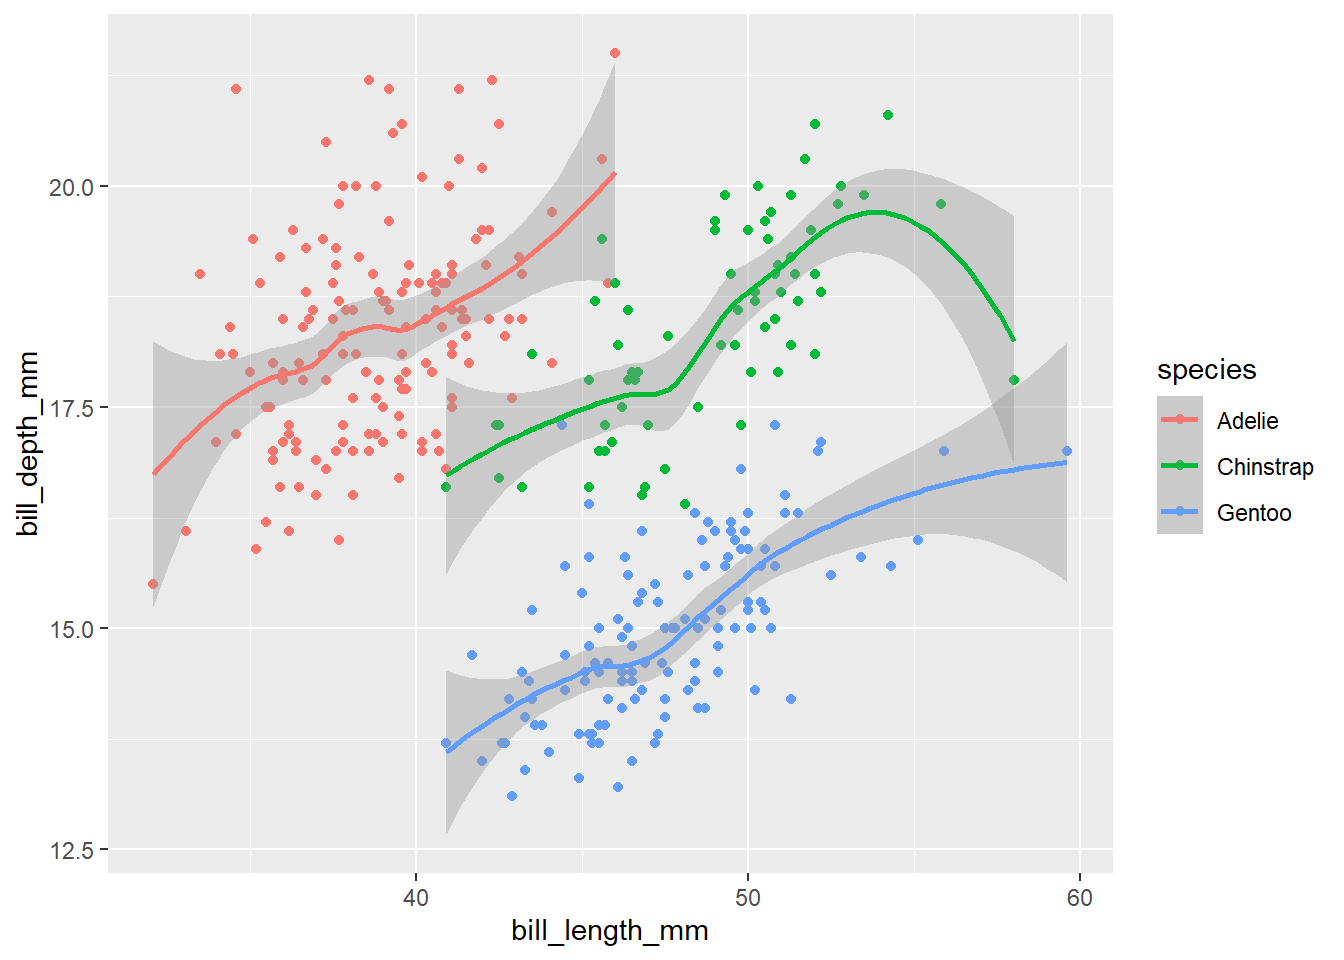 20.0
17.5
15.0
12.5
bill_depth_mm
40
50
60
bill_length_mm
species
Adelie
Chinstrap
Gentoo